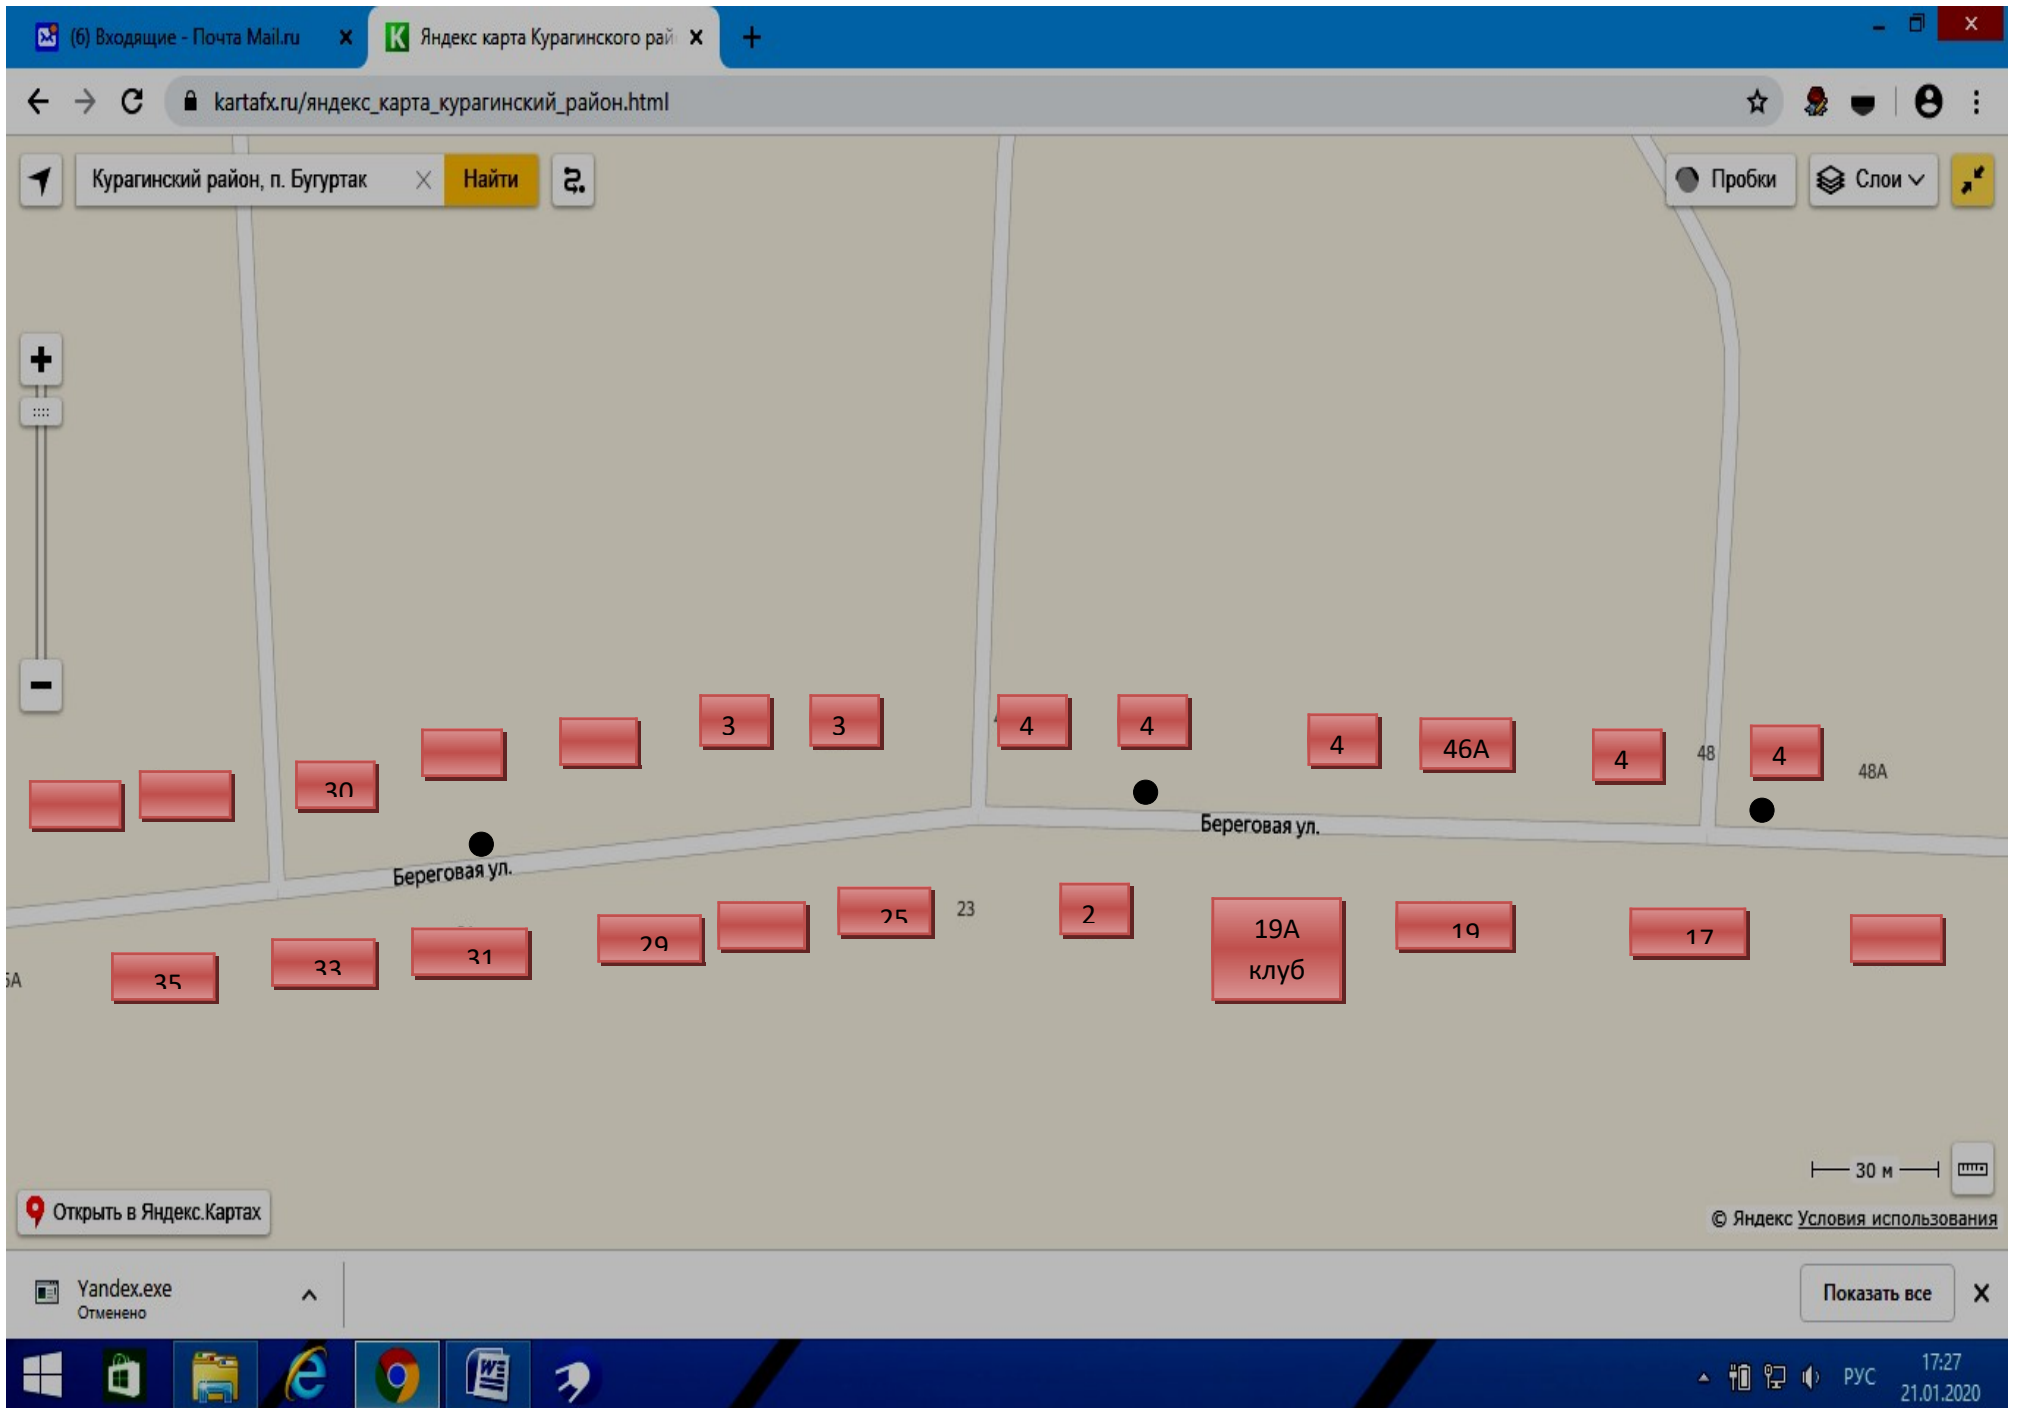 (6) Входящие - Почта Mail.ru
Яндекс карта Курагинского рай
kartafx.ru/яндекс_карта_курагинский_район.html
Курагинский район, п. Бугуртак
Найти
Пробки
Слои
3
3
4
4
4
46А
4
48
4
48А
30
Береговая ул.
Береговая ул.
35
33
31
29
25
23
2
19А
клуб
19
17
30 м
Открыть в Яндекс.Картах
© Яндекс Условия использования
Yandex.exe
Отменено
Показать все
РУС
17:27
21.01.2020